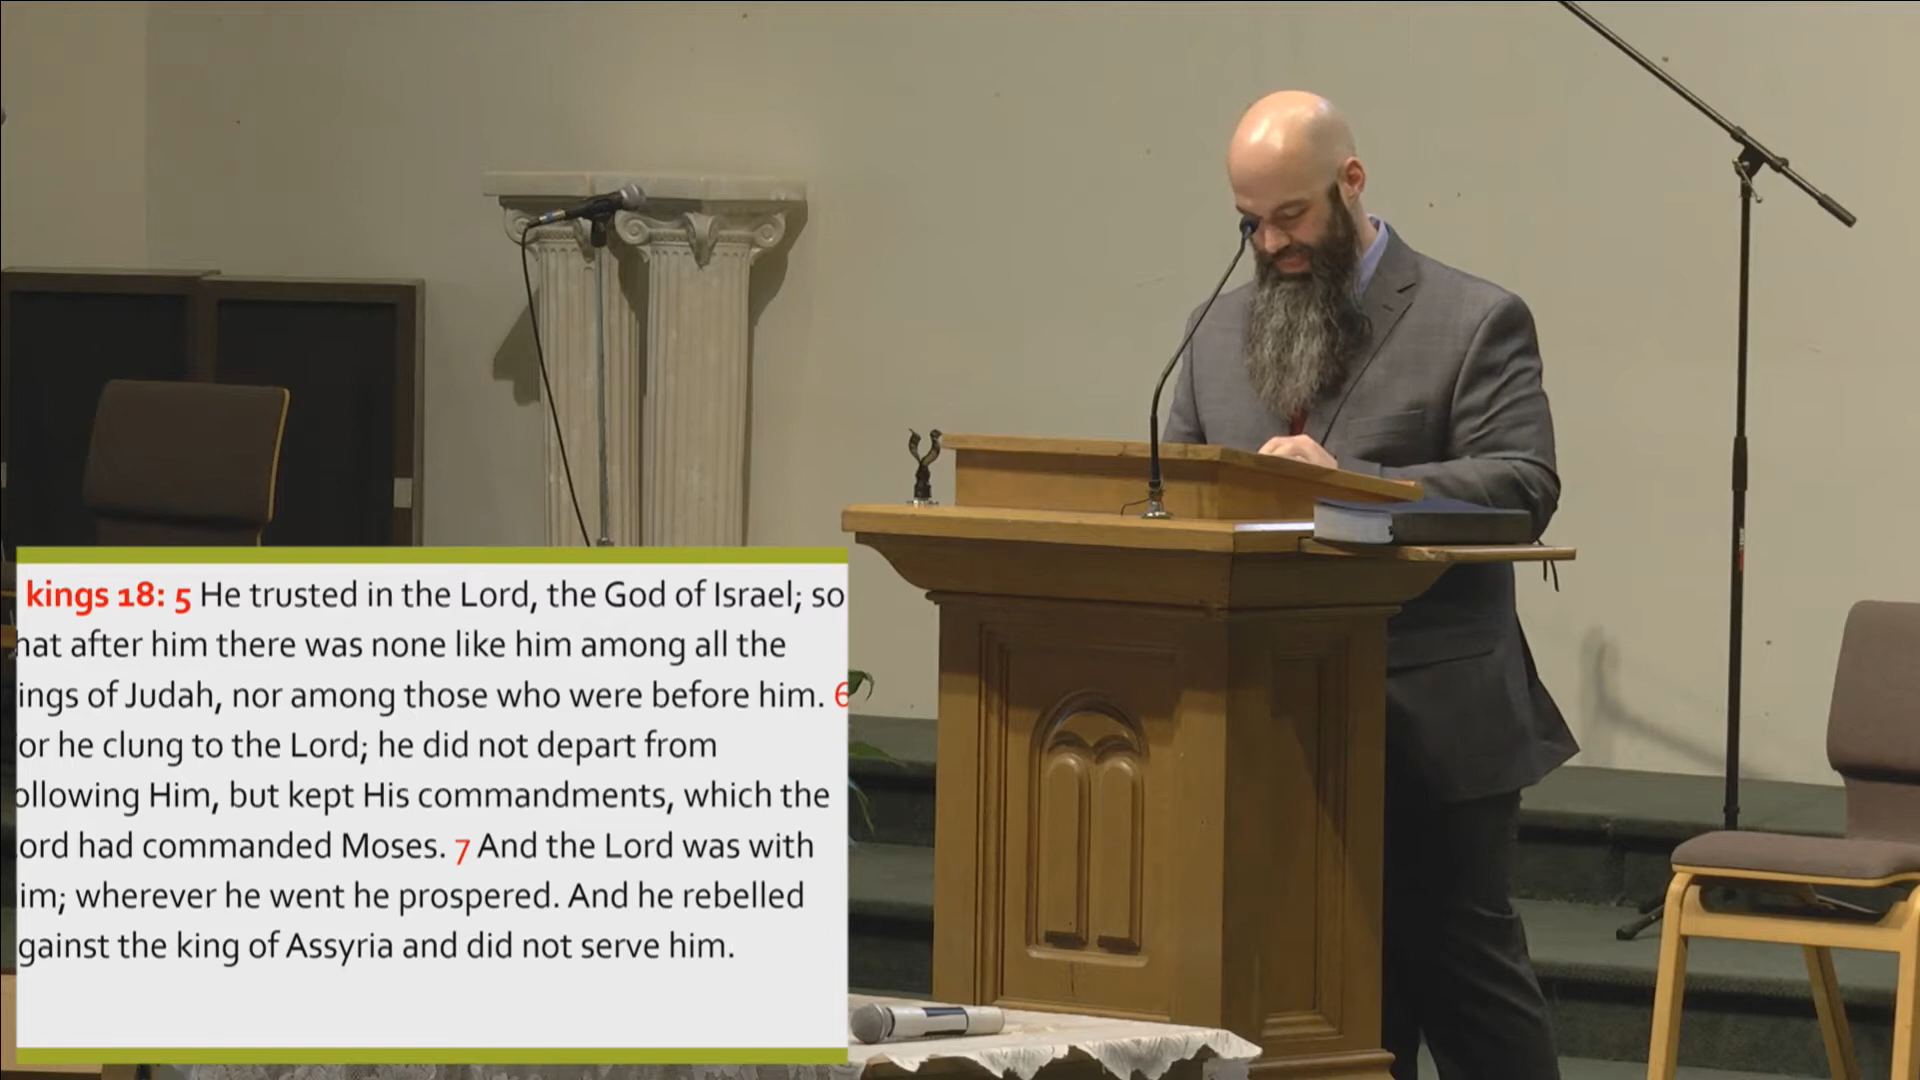 kings 18: 5 He trusted in the Lord, the God of Israel; so
hat after him there was none like him among all the
ings of Judah, nor among those who were before him. 6
or he clung to the Lord; he did not depart from
ollowing Him, but kept His commandments, which the
ord had commanded Moses. 7 And the Lord was with
im; wherever he went he prospered. And he rebelled
gainst the king of Assyria and did not serve him.